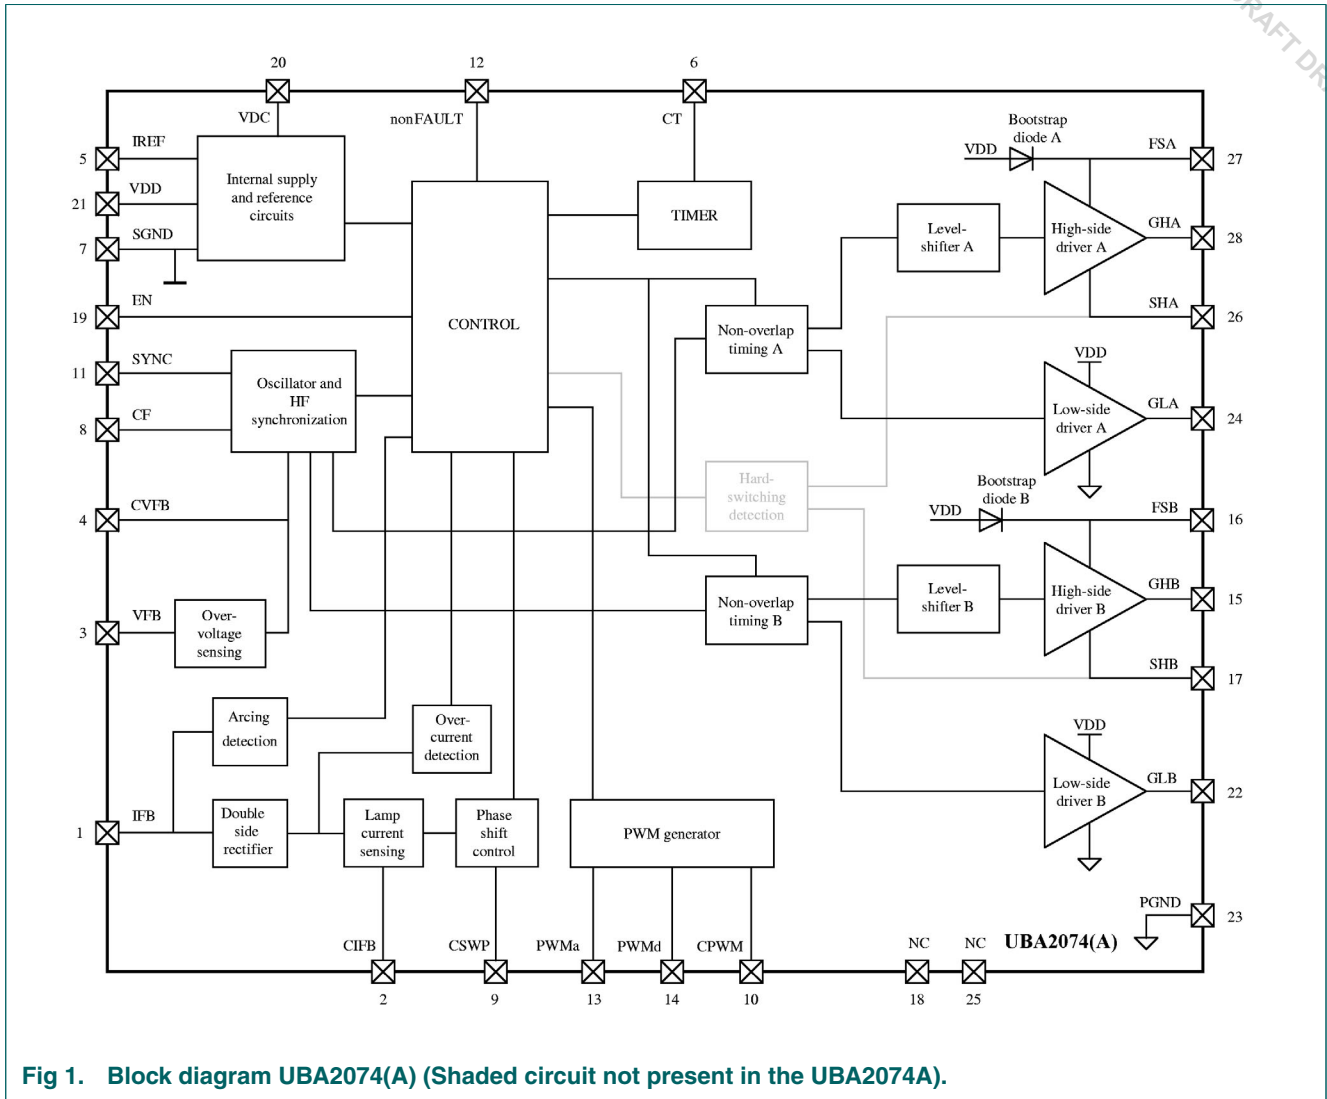 DRAFT
20
12
6
VDC
nonFAULT
CT
Bootstrap
diode A
5
IREF
VDD
FSA
27
21
VDD
Internal supply
and reference
circuits
TIMER
Level-
shifter A
High-side
driver A
GHA
28
7
SGND
19
EN
CONTROL
Non-overlap
timing A
SHA
26
11
SYNC
Oscillator and
HF
synchronization
VDD
8
CF
Low-side
driver A
GLA
24
Hard-
switching
detection
Bootstrap
diode B
4
CVFB
VDD
FSB
16
3
VFB
Over-
voltage
sensing
Non-overlap
timing B
Level-
shifter B
High-side
driver B
GHB
15
SHB
17
Arcing
detection
Over-
current
detection
VDD
Low-side
driver B
GLB
22
1
IFB
Double
side
rectifier
Lamp
current
sensing
Phase
shift
control
PWM generator
PGND
23
CIFB
CSWP
PWMa
PWMd
CPWM
NC
NC
UBA2074(A)
2
9
13
14
10
18
25
Fig 1. Block diagram UBA2074(A) (Shaded circuit not present in the UBA2074A).